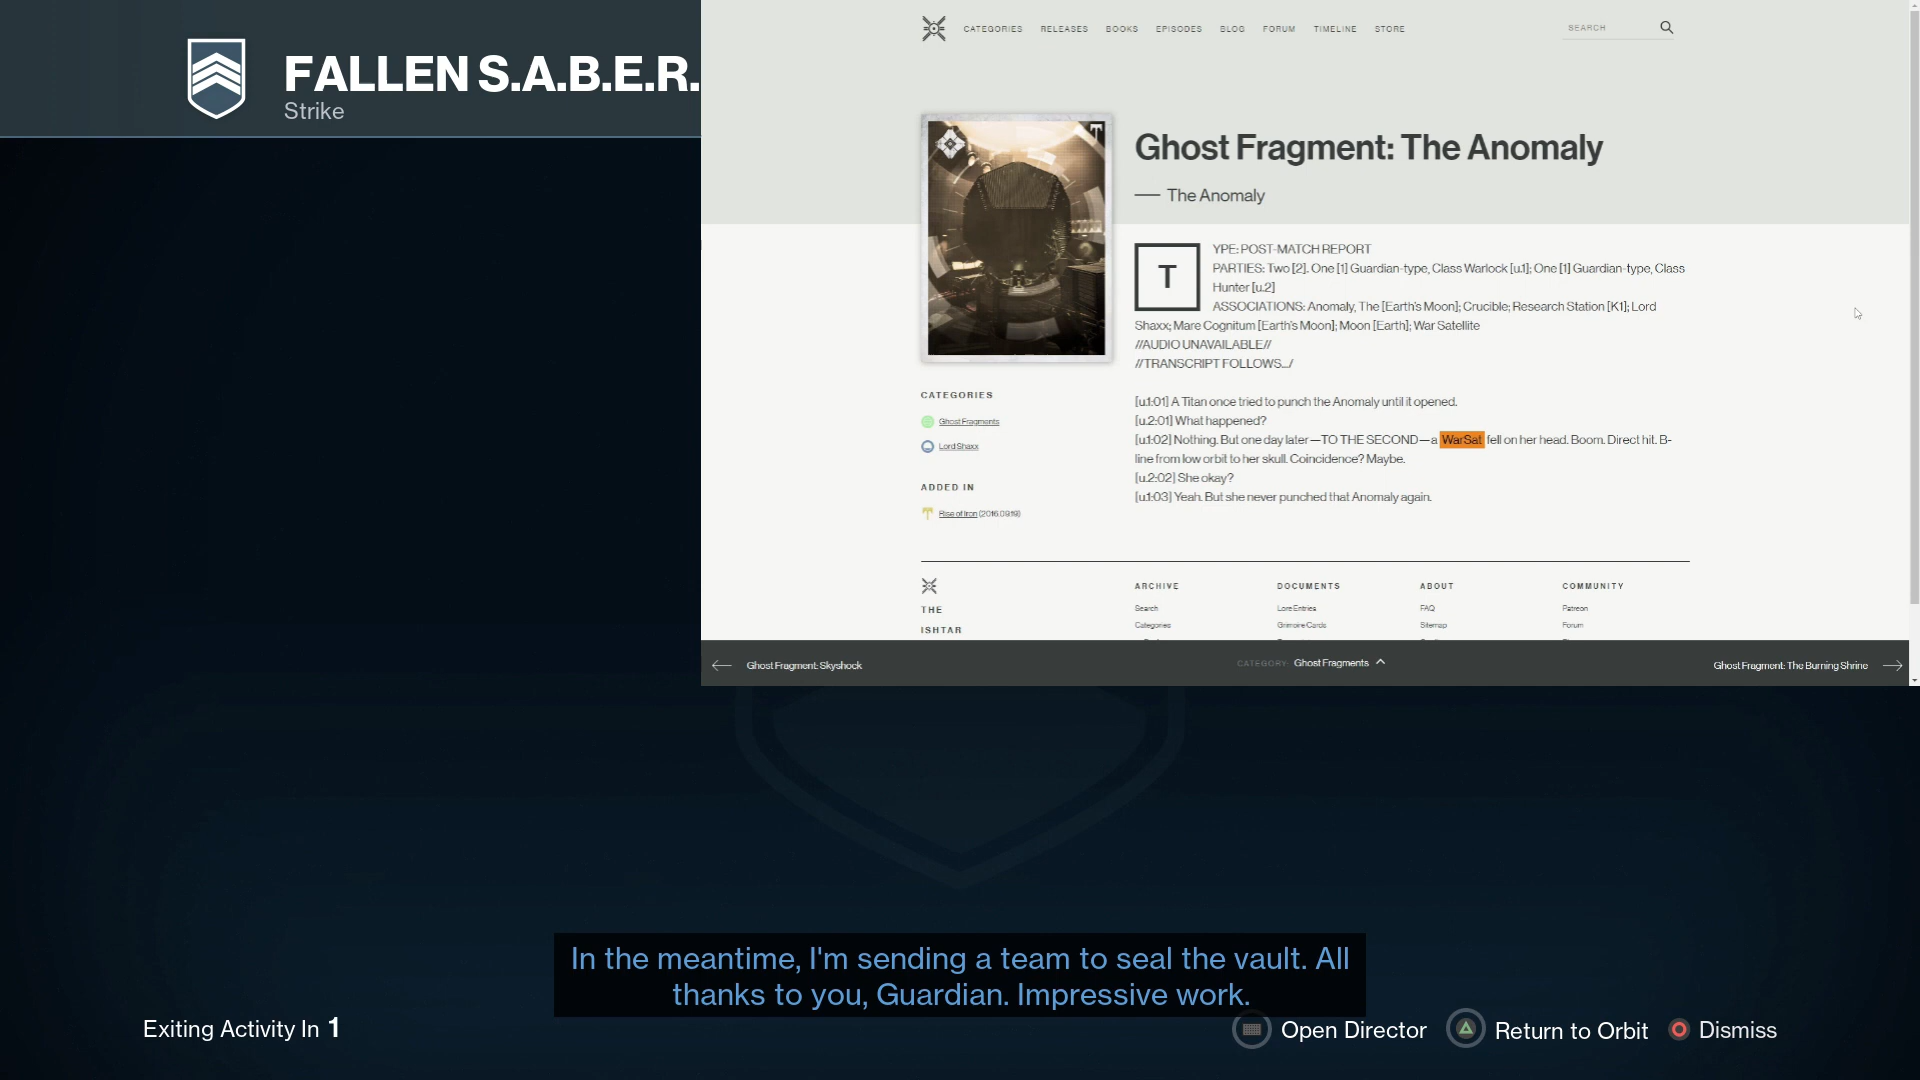 FALLEN S.A.B.E.R.
Strike
CATEGORIES RELEASES BOOKS EPISODES BLOG FORUM TIMELINE STORE
SEARCH
Ghost Fragment: The Anomaly
The Anomaly
TYPE: POST-MATCH REPORT
PARTIES: Two [2]. One [1] Guardian-type, Class Warlock [u.1]; One [1] Guardian-type, Class
Hunter [u.2]
ASSOCIATIONS: Anomaly, The [Earth's Moon]; Crucible; Research Station [K1]; Lord
Shaxx; Mare Cognitum [Earth's Moon]; Moon [Earth]; War Satellite
//AUDIO UNAVAILABLE//
//TRANSCRIPT FOLLOWS.../
[u.1:01] A Titan once tried to punch the Anomaly until it opened.
[u.2:01] What happened?
[u.1:02] Nothing. But one day later—TO THE SECOND—a WarSat fell on her head. Boom. Direct hit. B-
line from low orbit to her skull. Coincidence? Maybe.
[u.2:02] She okay?
[u.1:03] Yeah. But she never punched that Anomaly again.
CATEGORIES
Ghost Fragments
Lord Shaxx
ADDED IN
Rise of Iron (2016.09.19)
THE
ISHTAR
ARCHIVE
Search
Categories
DOCUMENTS
Lore Entries
Grimoire Cards
ABOUT
FAQ
Sitemap
COMMUNITY
Patreon
Forum
Ghost Fragment: Skyshock
CATEGORY: Ghost Fragments
Ghost Fragment: The Burning Shrine
In the meantime, I'm sending a team to seal the vault. All
thanks to you, Guardian. Impressive work.
Exiting Activity In 1
Open Director
Return to Orbit
Dismiss